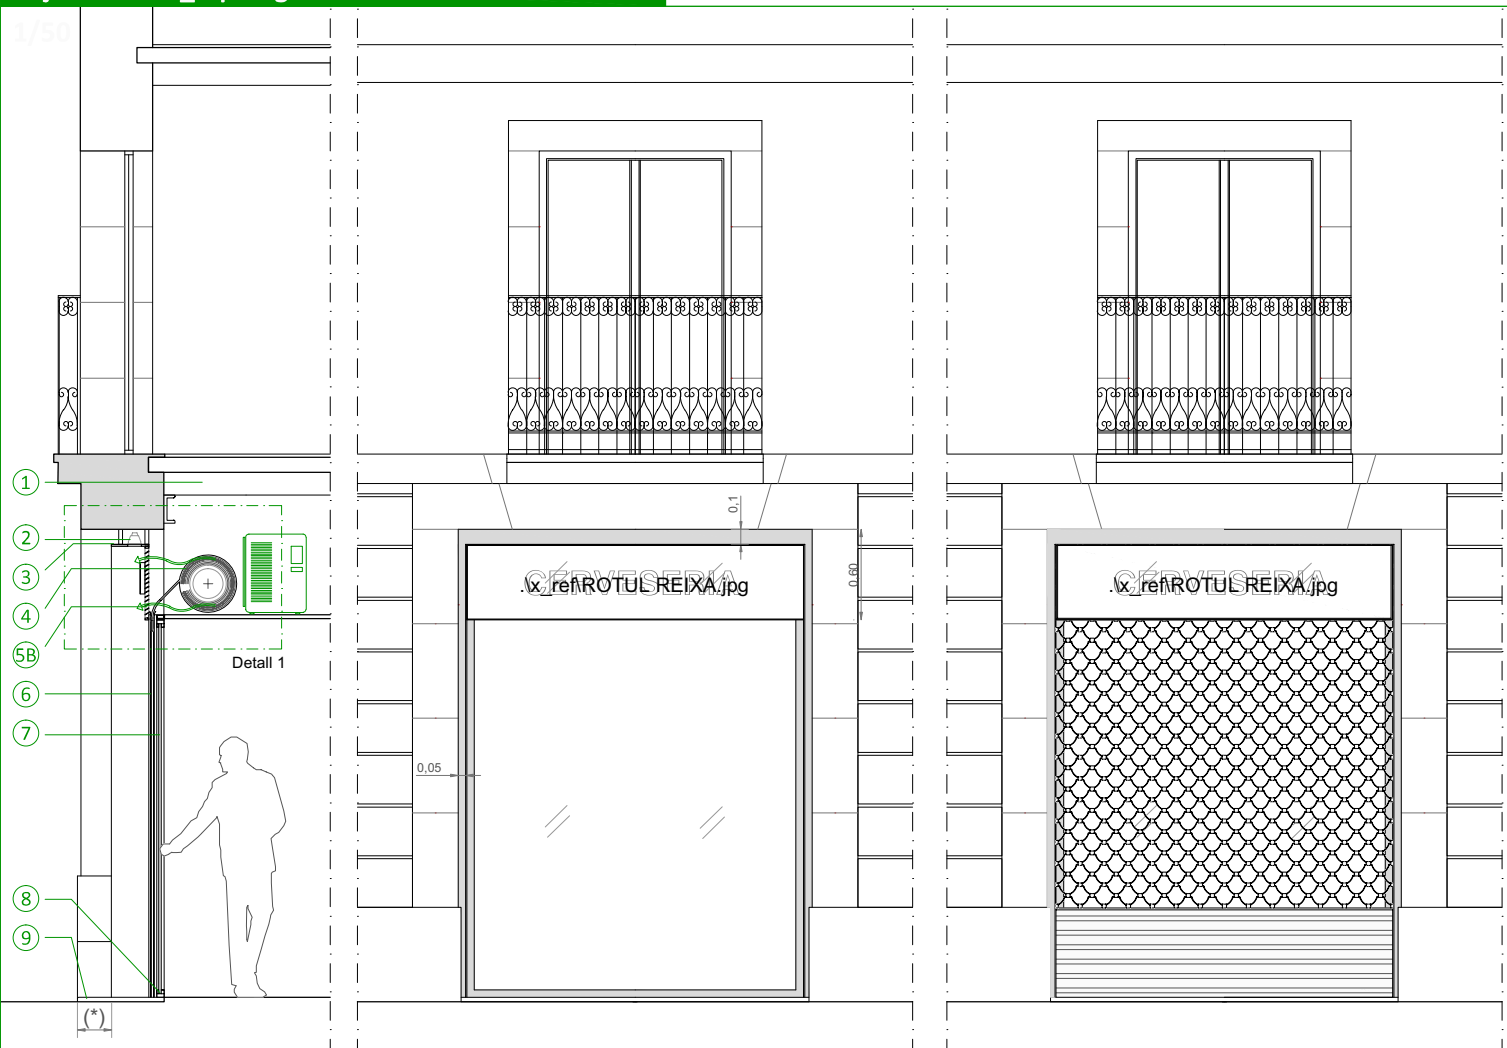 1/50
1
2
3
4
5B
6
7
8
9
Detall 1
(*)
0,1
0,60
0,05
CERVESERIA
.\x_ref\ROTUL REIXA.jpg
CERVESERIA
.\x_ref\ROTUL REIXA.jpg